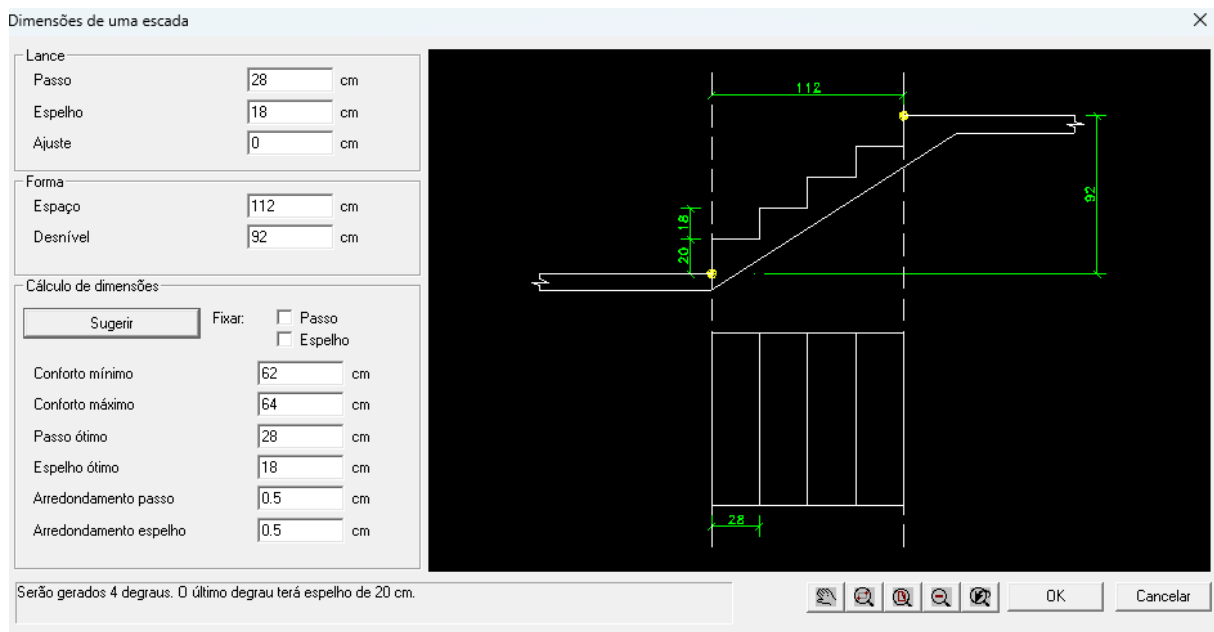 Dimensões de uma escada
Lance
Passo 28 cm
Espelho 18 cm
Ajuste 0 cm
Forma
Espaço 112 cm
Desnível 92 cm
Cálculo de dimensões
Sugerir Fixar: Passo
Espelho
Conforto mínimo 62 cm
Conforto máximo 64 cm
Passo ótimo 28 cm
Espelho ótimo 18 cm
Arredondamento passo 0.5 cm
Arredondamento espelho 0.5 cm
112
92
18
20
28
Serão gerados 4 degraus. O último degrau terá espelho de 20 cm.
OK Cancelar